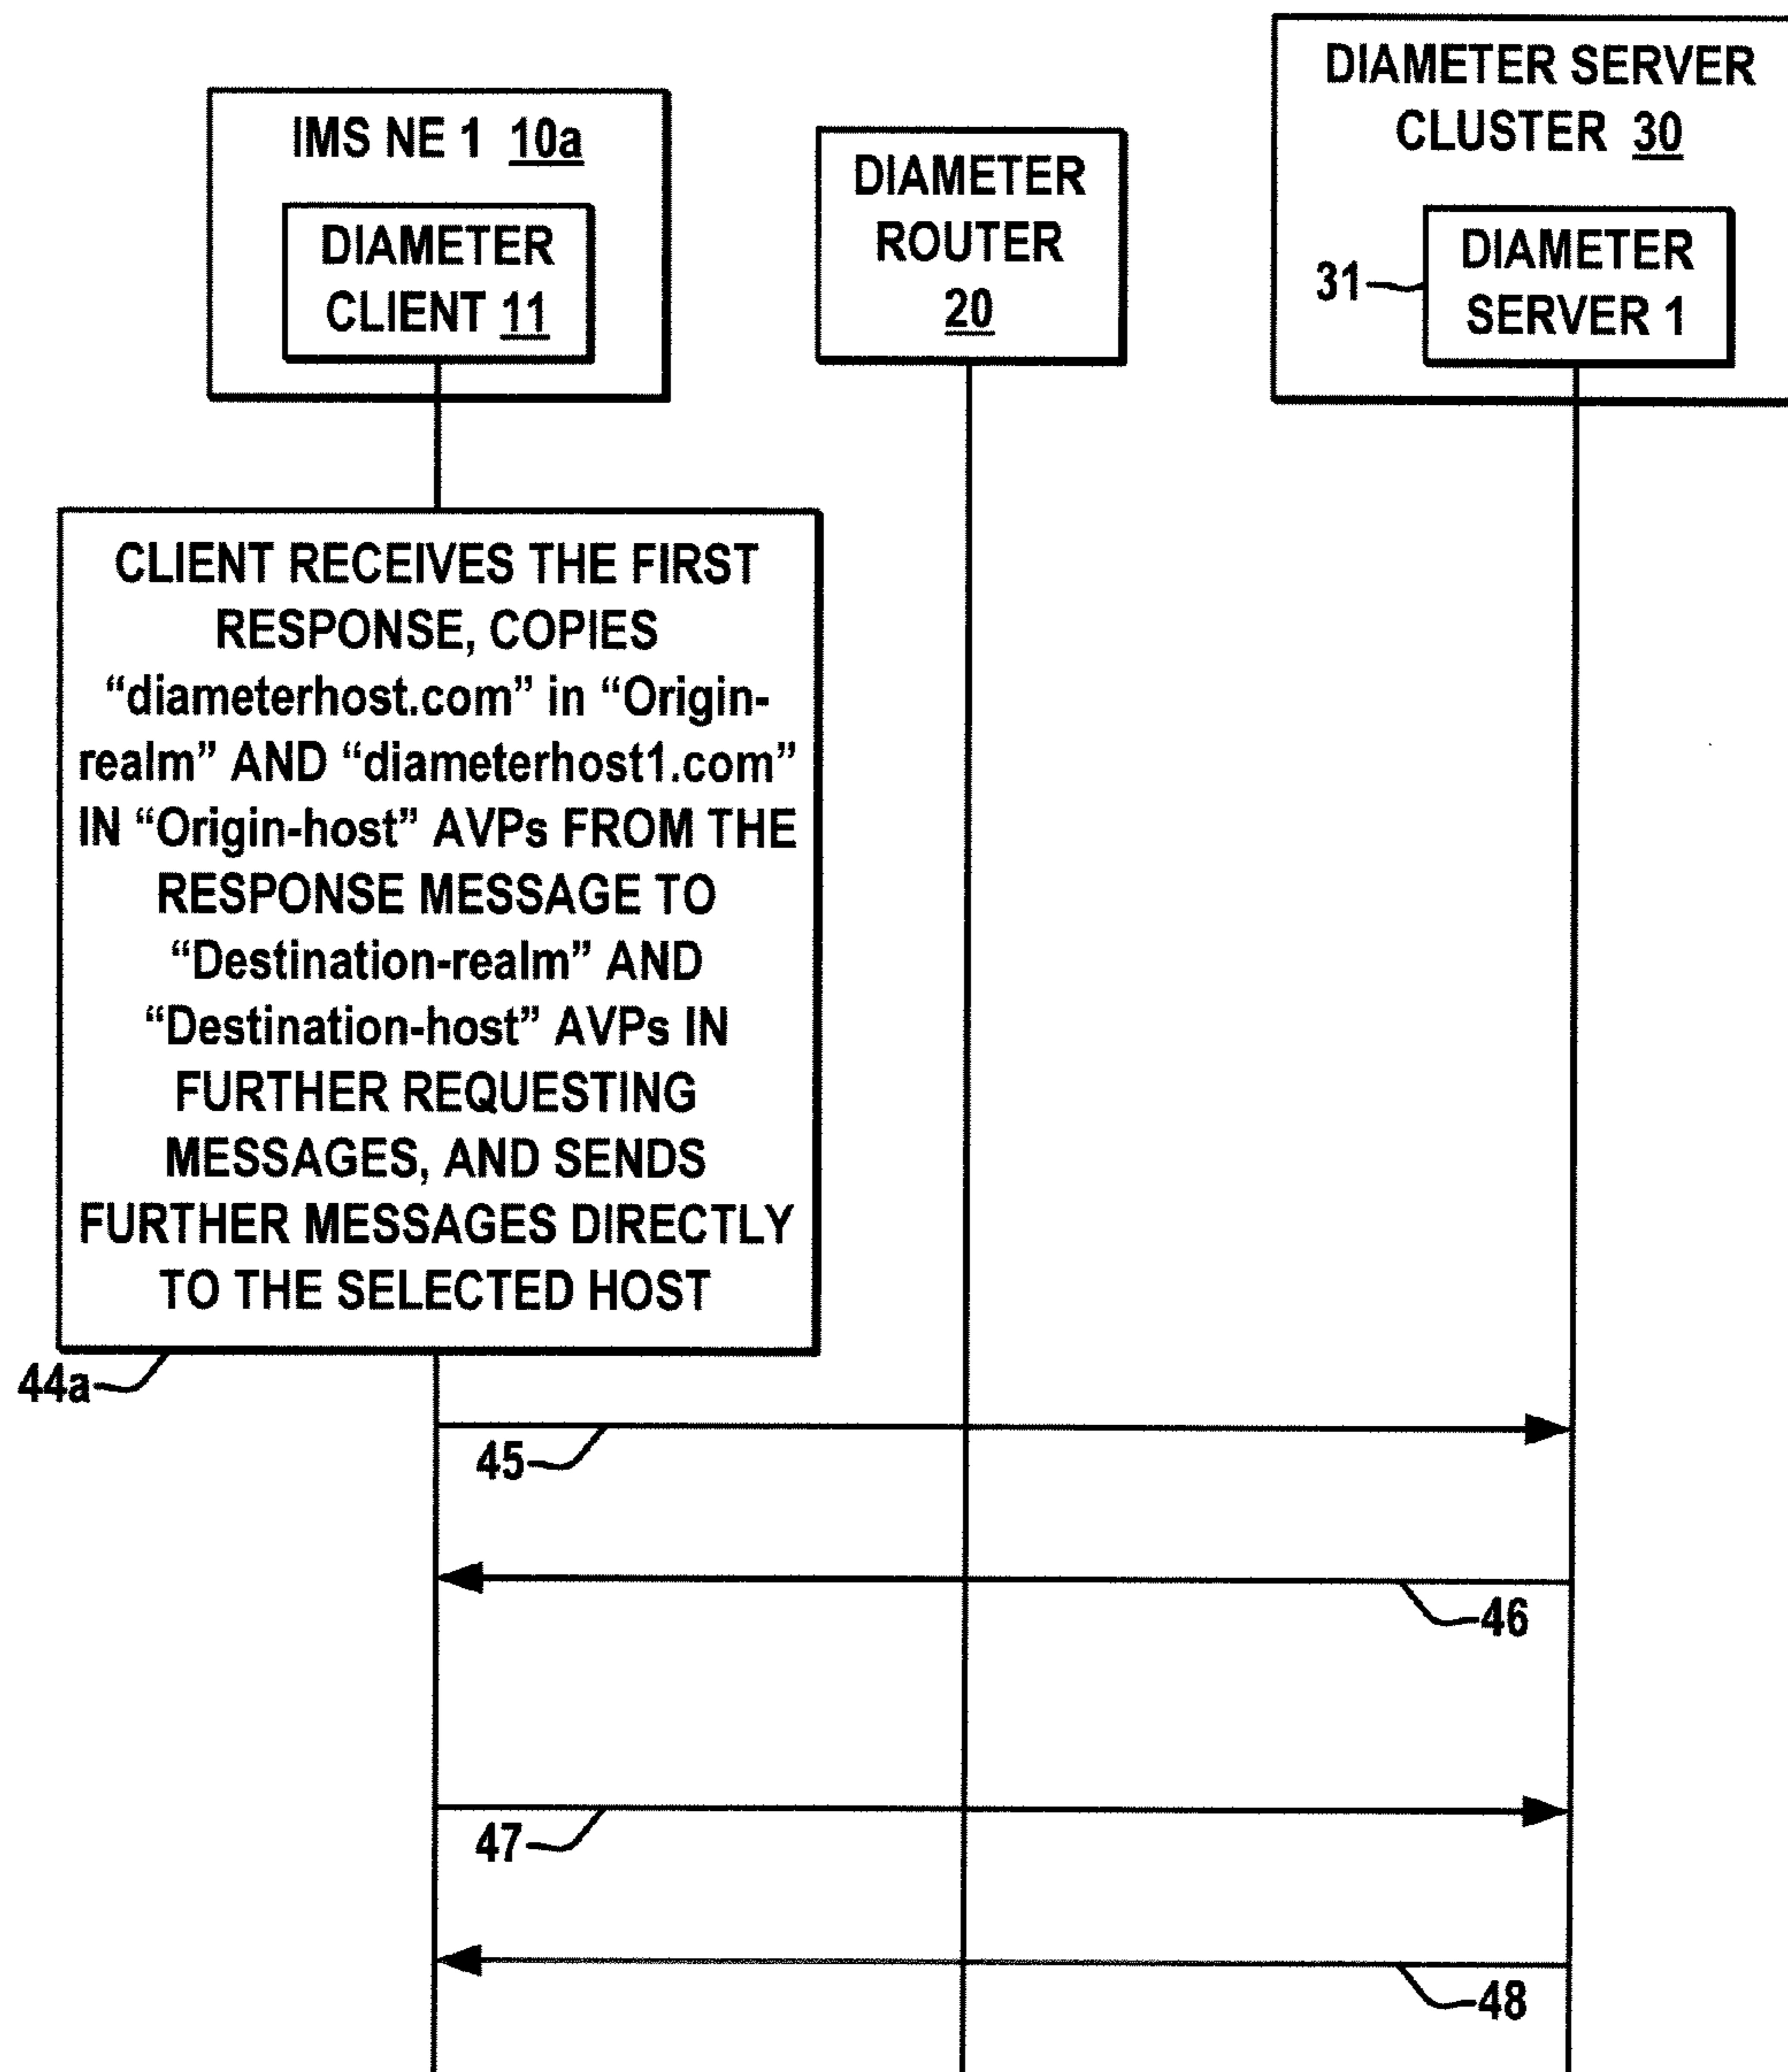 IMS NE 1 10a
DIAMETER
CLIENT 11
DIAMETER
ROUTER
20
DIAMETER SERVER
CLUSTER 30
31
DIAMETER
SERVER 1
CLIENT RECEIVES THE FIRST
RESPONSE, COPIES
“diameterhost.com” in “Origin-
realm” AND “diameterhost1.com”
IN “Origin-host” AVPs FROM THE
RESPONSE MESSAGE TO
“Destination-realm” AND
“Destination-host” AVPs IN
FURTHER REQUESTING
MESSAGES, AND SENDS
FURTHER MESSAGES DIRECTLY
TO THE SELECTED HOST
44a
45
46
47
48